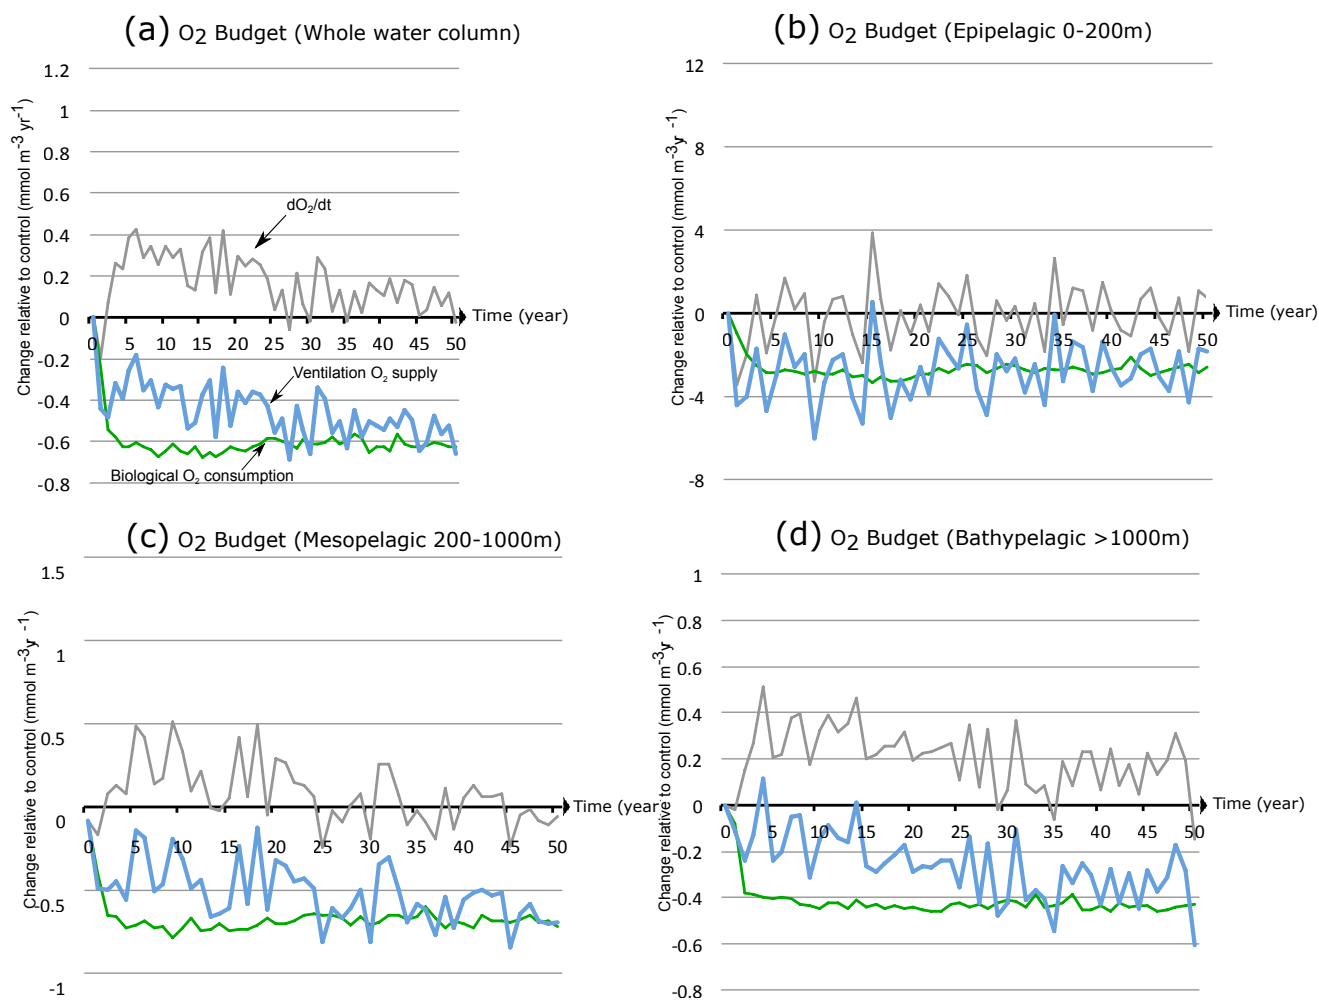 (a) O2 Budget (Whole water column)
Change relative to control (mmol m-3 yr-1)
1.2
1
0.8
0.6
0.4
0.2
0
-0.2
-0.4
-0.6
-0.8
dO2/dt
0 5 10 15 20 25 30 35 40 45 50
Time (year)
Ventilation O2 supply
Biological O2 consumption
(b) O2 Budget (Epipelagic 0-200m)
Change relative to control (mmol m-3yr -1)
12
8
4
0
-4
-8
0 5 10 15 20 25 30 35 40 45 50
Time (year)
(c) O2 Budget (Mesopelagic 200-1000m)
Change relative to control (mmol m-3yr -1)
1.5
1
0.5
0
-0.5
-1
0 5 10 15 20 25 30 35 40 45 50
Time (year)
(d) O2 Budget (Bathypelagic >1000m)
Change relative to control (mmol m-3yr -1)
1
0.8
0.6
0.4
0.2
0
-0.2
-0.4
-0.6
-0.8
0 5 10 15 20 25 30 35 40 45 50
Time (year)